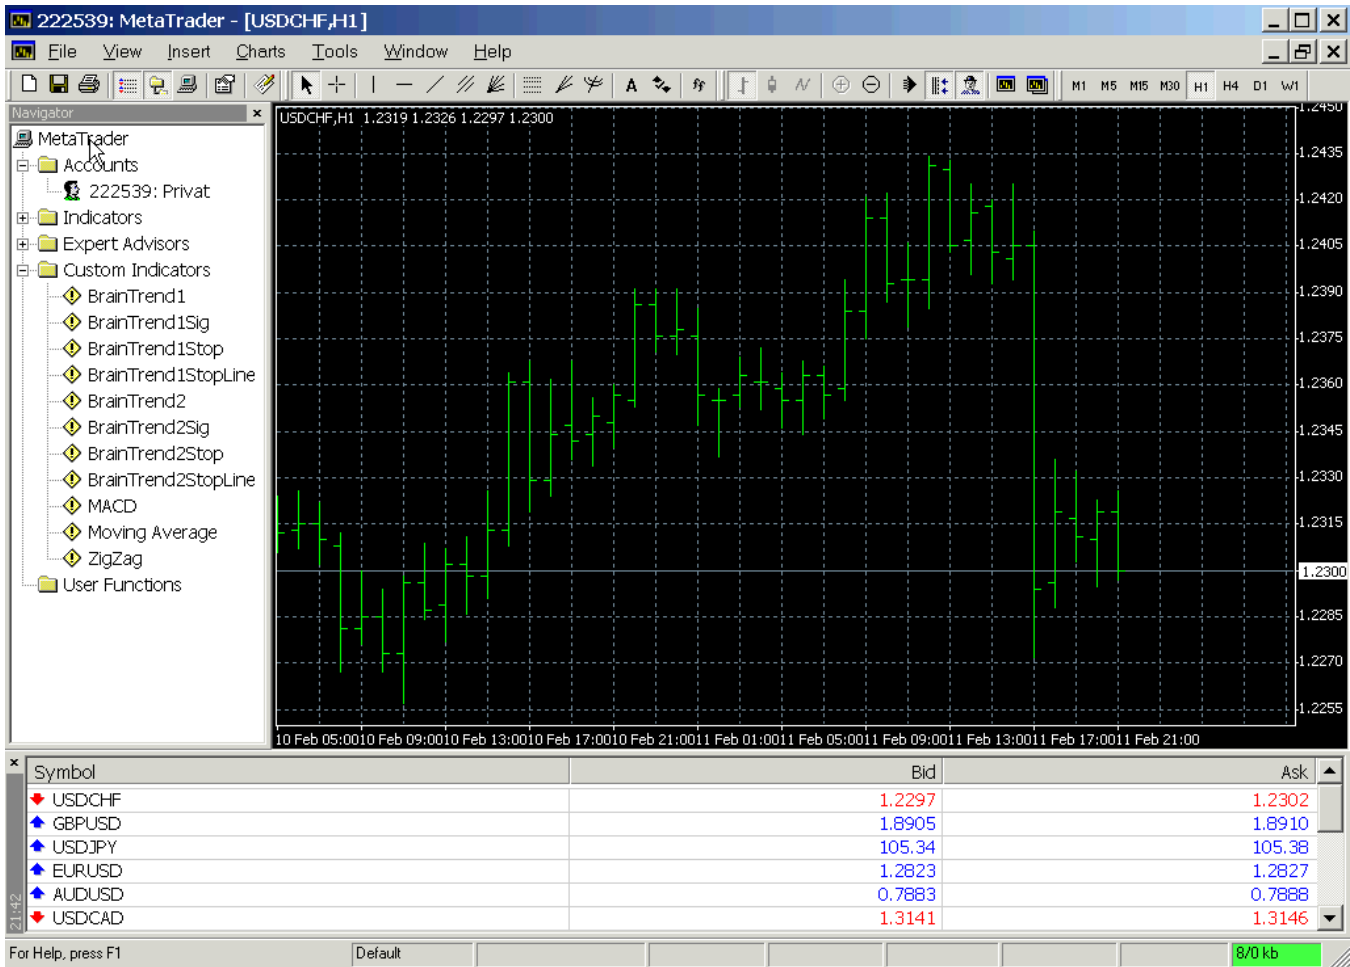 222539: MetaTrader - [USDCHF,H1]
File View Insert Charts Tools Window Help
A M1 M5 M15 M30 H1 H4 D1 W1
Navigator
MetaTrader
Accounts
222539: Privat
Indicators
Expert Advisors
Custom Indicators
BrainTrend1
BrainTrend1Sig
BrainTrend1Stop
BrainTrend1StopLine
BrainTrend2
BrainTrend2Sig
BrainTrend2Stop
BrainTrend2StopLine
MACD
Moving Average
ZigZag
User Functions
USDCHF,H1 1.2319 1.2326 1.2297 1.2300
1.2450
1.2435
1.2420
1.2405
1.2390
1.2375
1.2360
1.2345
1.2330
1.2315
1.2300
1.2285
1.2270
1.2255
10 Feb 05:00 10 Feb 09:00 10 Feb 13:00 10 Feb 17:00 10 Feb 21:00 11 Feb 01:00 11 Feb 05:00 11 Feb 09:00 11 Feb 13:00 11 Feb 17:00 11 Feb 21:00
Symbol Bid Ask
USDCHF 1.2297 1.2302
GBPUSD 1.8905 1.8910
USDJPY 105.34 105.38
EURUSD 1.2823 1.2827
AUDUSD 0.7883 0.7888
USDCAD 1.3141 1.3146
21:42
For Help, press F1 Default 8/0 kb